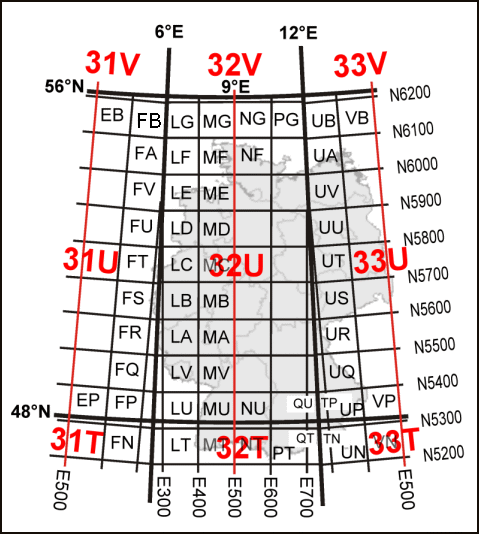 6°E 12°E
31V 32V 33V
56°N 9°E N6200
EB FB LG MG NG PG UB VB
N6100
FA LF MF NF UA
N6000
FV LE ME UV
N5900
FU LD MD UU
N5800
31U FT LC 32U UT 33U
N5700
FS LB MB US
N5600
FR LA MA UR
N5500
FQ LV MV UQ
N5400
EP FP LU MU NU QU TP UP VP
48°N N5300
31T FN LT 32T PT QT TN UN 33T
N5200
E500 E300 E400 E500 E600 E700 E500